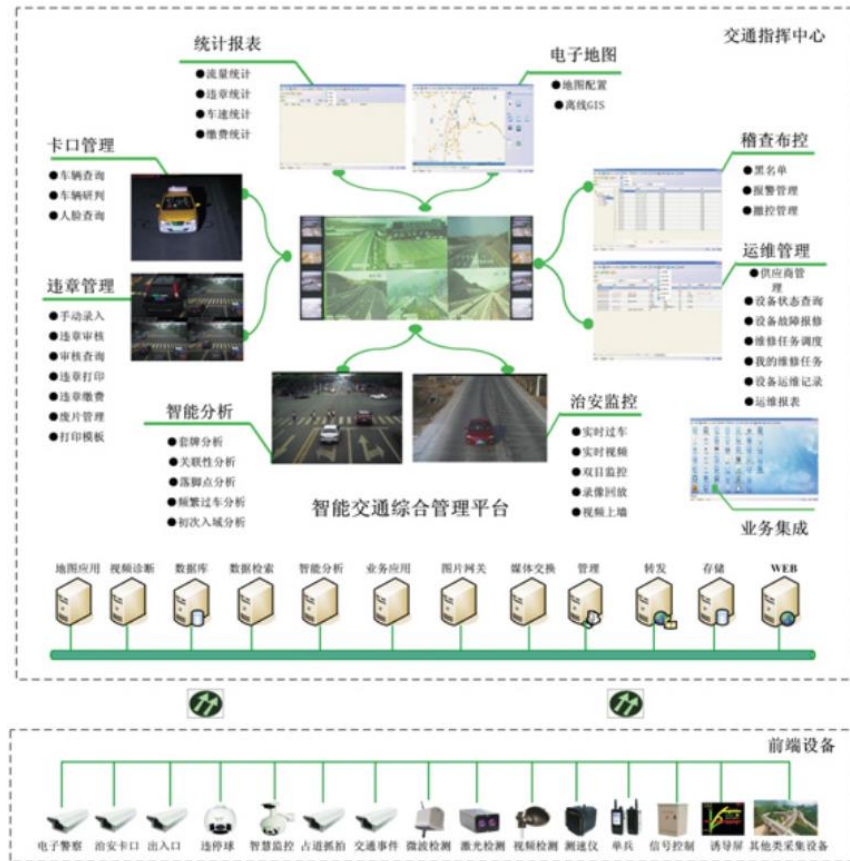 交通指挥中心
统计报表
●流量统计
●违章统计
●车速统计
●缴费统计
电子地图
●地图配置
●离线GIS
卡口管理
●车辆查询
●车辆研判
●人脸查询
稽查布控
●黑名单
●报警管理
●撤控管理
违章管理
●手动录入
●违章审核
●审核查询
●违章打印
●违章缴费
●废片管理
●打印模板
运维管理
●供应商管
理
●设备状态查询
●设备故障报修
●维修任务调度
●我的维修任务
●设备运维记录
●运维报表
智能分析
●套牌分析
●关联性分析
●落脚点分析
●频繁过车分析
●初次入域分析
治安监控
●实时过车
●实时视频
●双目监控
●录像回放
●视频上墙
智能交通综合管理平台
业务集成
地图应用 视频诊断 数据库 数据检索 智能分析 业务应用 图片网关 媒体交换 管理 转发 存储 WEB
前端设备
电子警察 治安卡口 出入口 违停球 智慧监控 占道抓拍 交通事件 微波检测 激光检测 视频检测 测速仪 单兵 信号控制 诱导屏 其他类采集设备